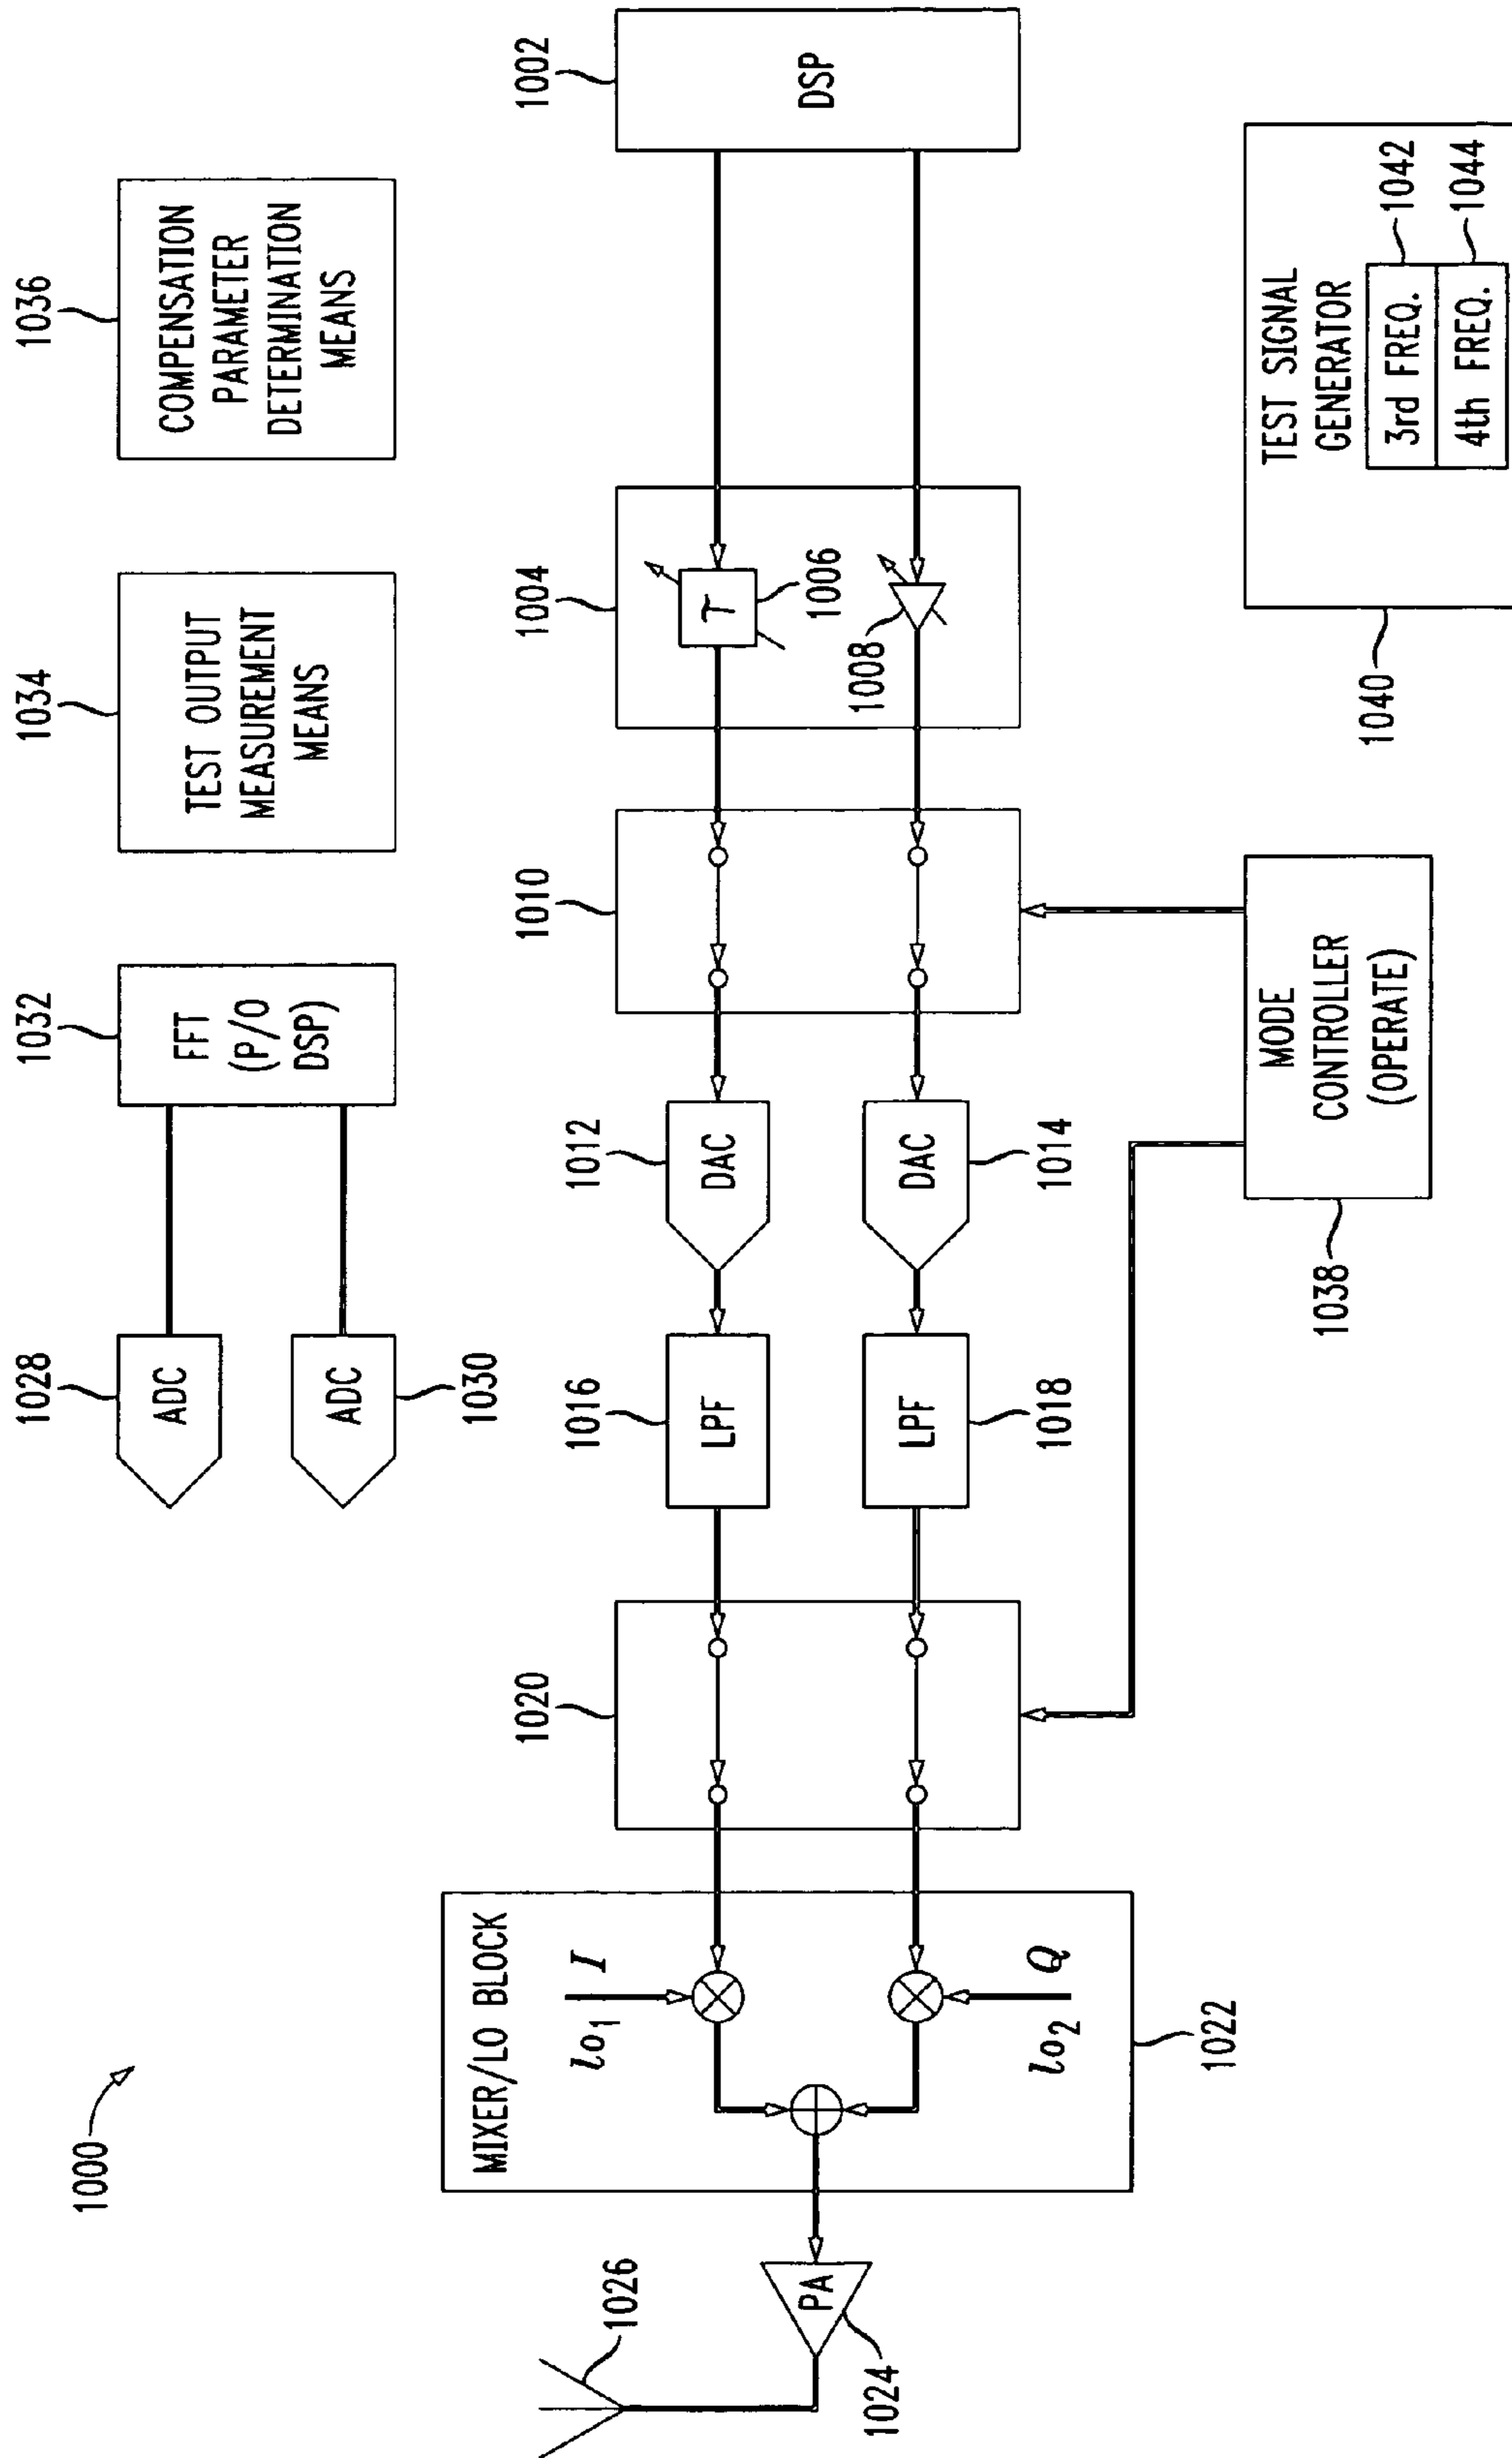 1000
1026
PA
1024
MIXER/LO BLOCK
lo1 I
lo2 Q
1022
1020
1028
ADC
ADC
1030
1032
FFT
(P/O
DSP)
1034
TEST OUTPUT
MEASUREMENT
MEANS
1036
COMPENSATION
PARAMETER
DETERMINATION
MEANS
1016
LPF
LPF
1018
1012
DAC
DAC
1014
1010
1004
τ
1006
1008
1002
DSP
MODE
CONTROLLER
(OPERATE)
1038
TEST SIGNAL
GENERATOR
3rd FREQ.
4th FREQ.
1042
1044
1040